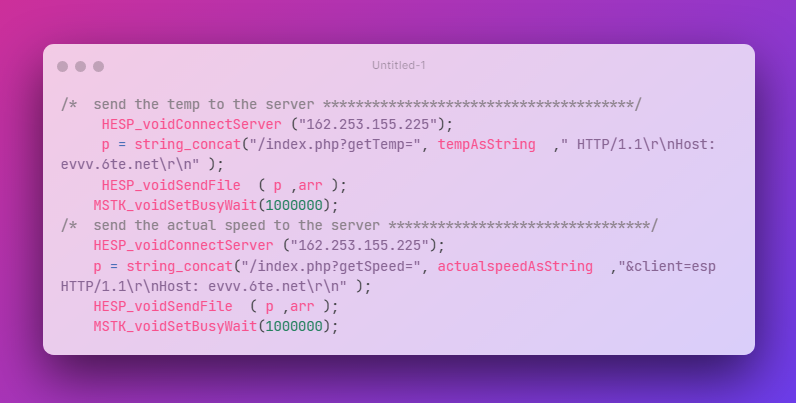 Untitled-1
/*  send the temp to the server **************************************/
     HESP_voidConnectServer ("162.253.155.225");
     p = string_concat("/index.php?getTemp=", tempAsString  ," HTTP/1.1\r\nHost:
evvv.6te.net\r\n" );
     HESP_voidSendFile  ( p ,arr );
    MSTK_voidSetBusyWait(1000000);
/*  send the actual speed to the server ********************************/
    HESP_voidConnectServer ("162.253.155.225");
    p = string_concat("/index.php?getSpeed=", actualspeedAsString  ,"&client=esp
HTTP/1.1\r\nHost: evvv.6te.net\r\n" );
    HESP_voidSendFile  ( p ,arr );
    MSTK_voidSetBusyWait(1000000);